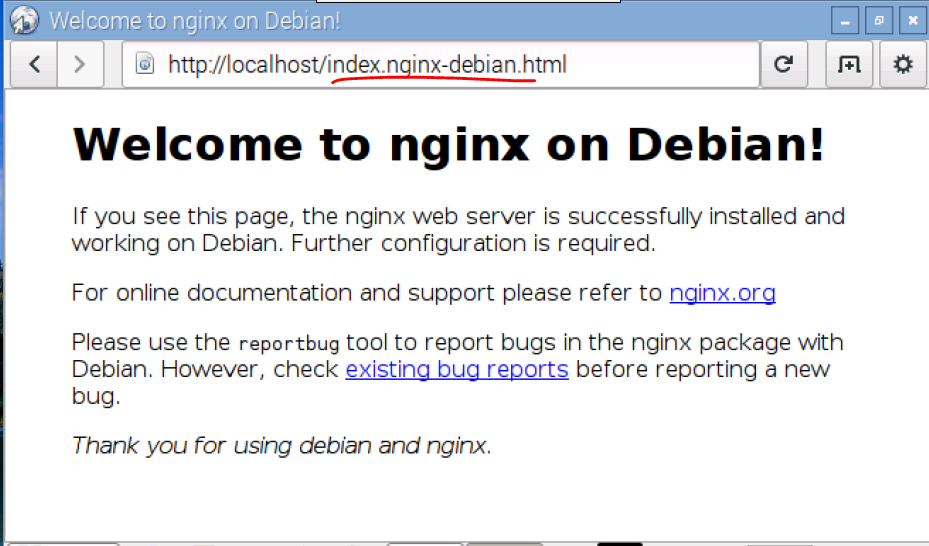 Welcome to nginx on Debian!
http://localhost/index.nginx-debian.html
Welcome to nginx on Debian!
If you see this page, the nginx web server is successfully installed and
working on Debian. Further configuration is required.
For online documentation and support please refer to nginx.org
Please use the reportbug tool to report bugs in the nginx package with
Debian. However, check existing bug reports before reporting a new
bug.
Thank you for using debian and nginx.